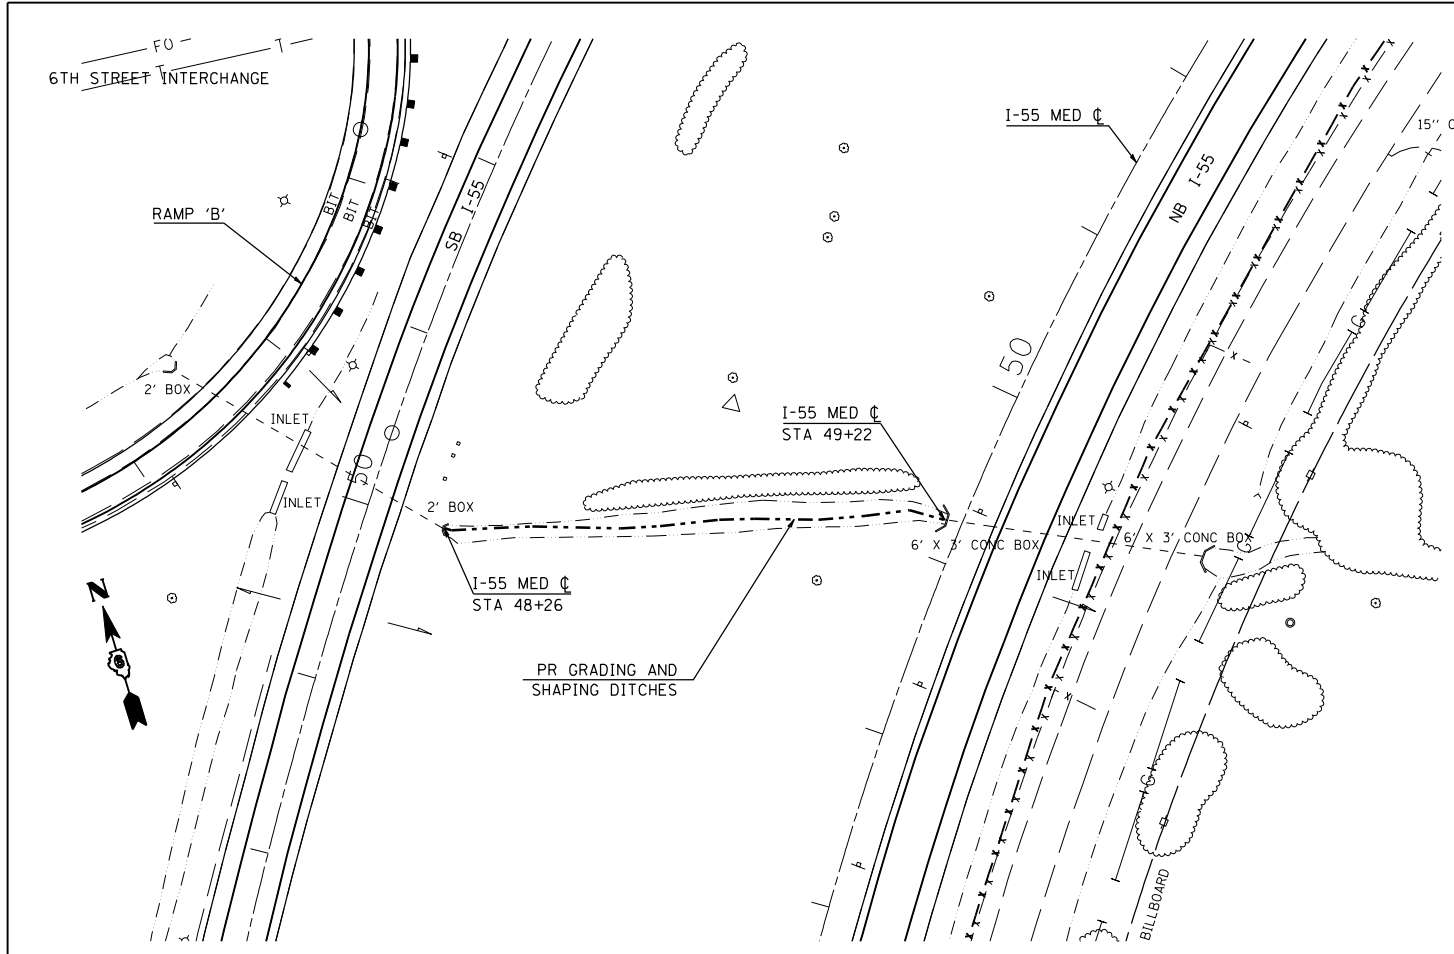 FO
T
6TH STREET INTERCHANGE
T
I-55 MED ℄
15'' C
RAMP 'B'
BIT
BIT
BIT
SB I-55
NB I-55
G
50
2' BOX
INLET
I-55 MED ℄
STA 49+22
50
INLET
2' BOX
INLET
6' X 3' CONC BOX
6' X 3' CONC BOX
G
INLET
I-55 MED ℄
STA 48+26
N
6
PR GRADING AND
SHAPING DITCHES
G
BILLBOARD